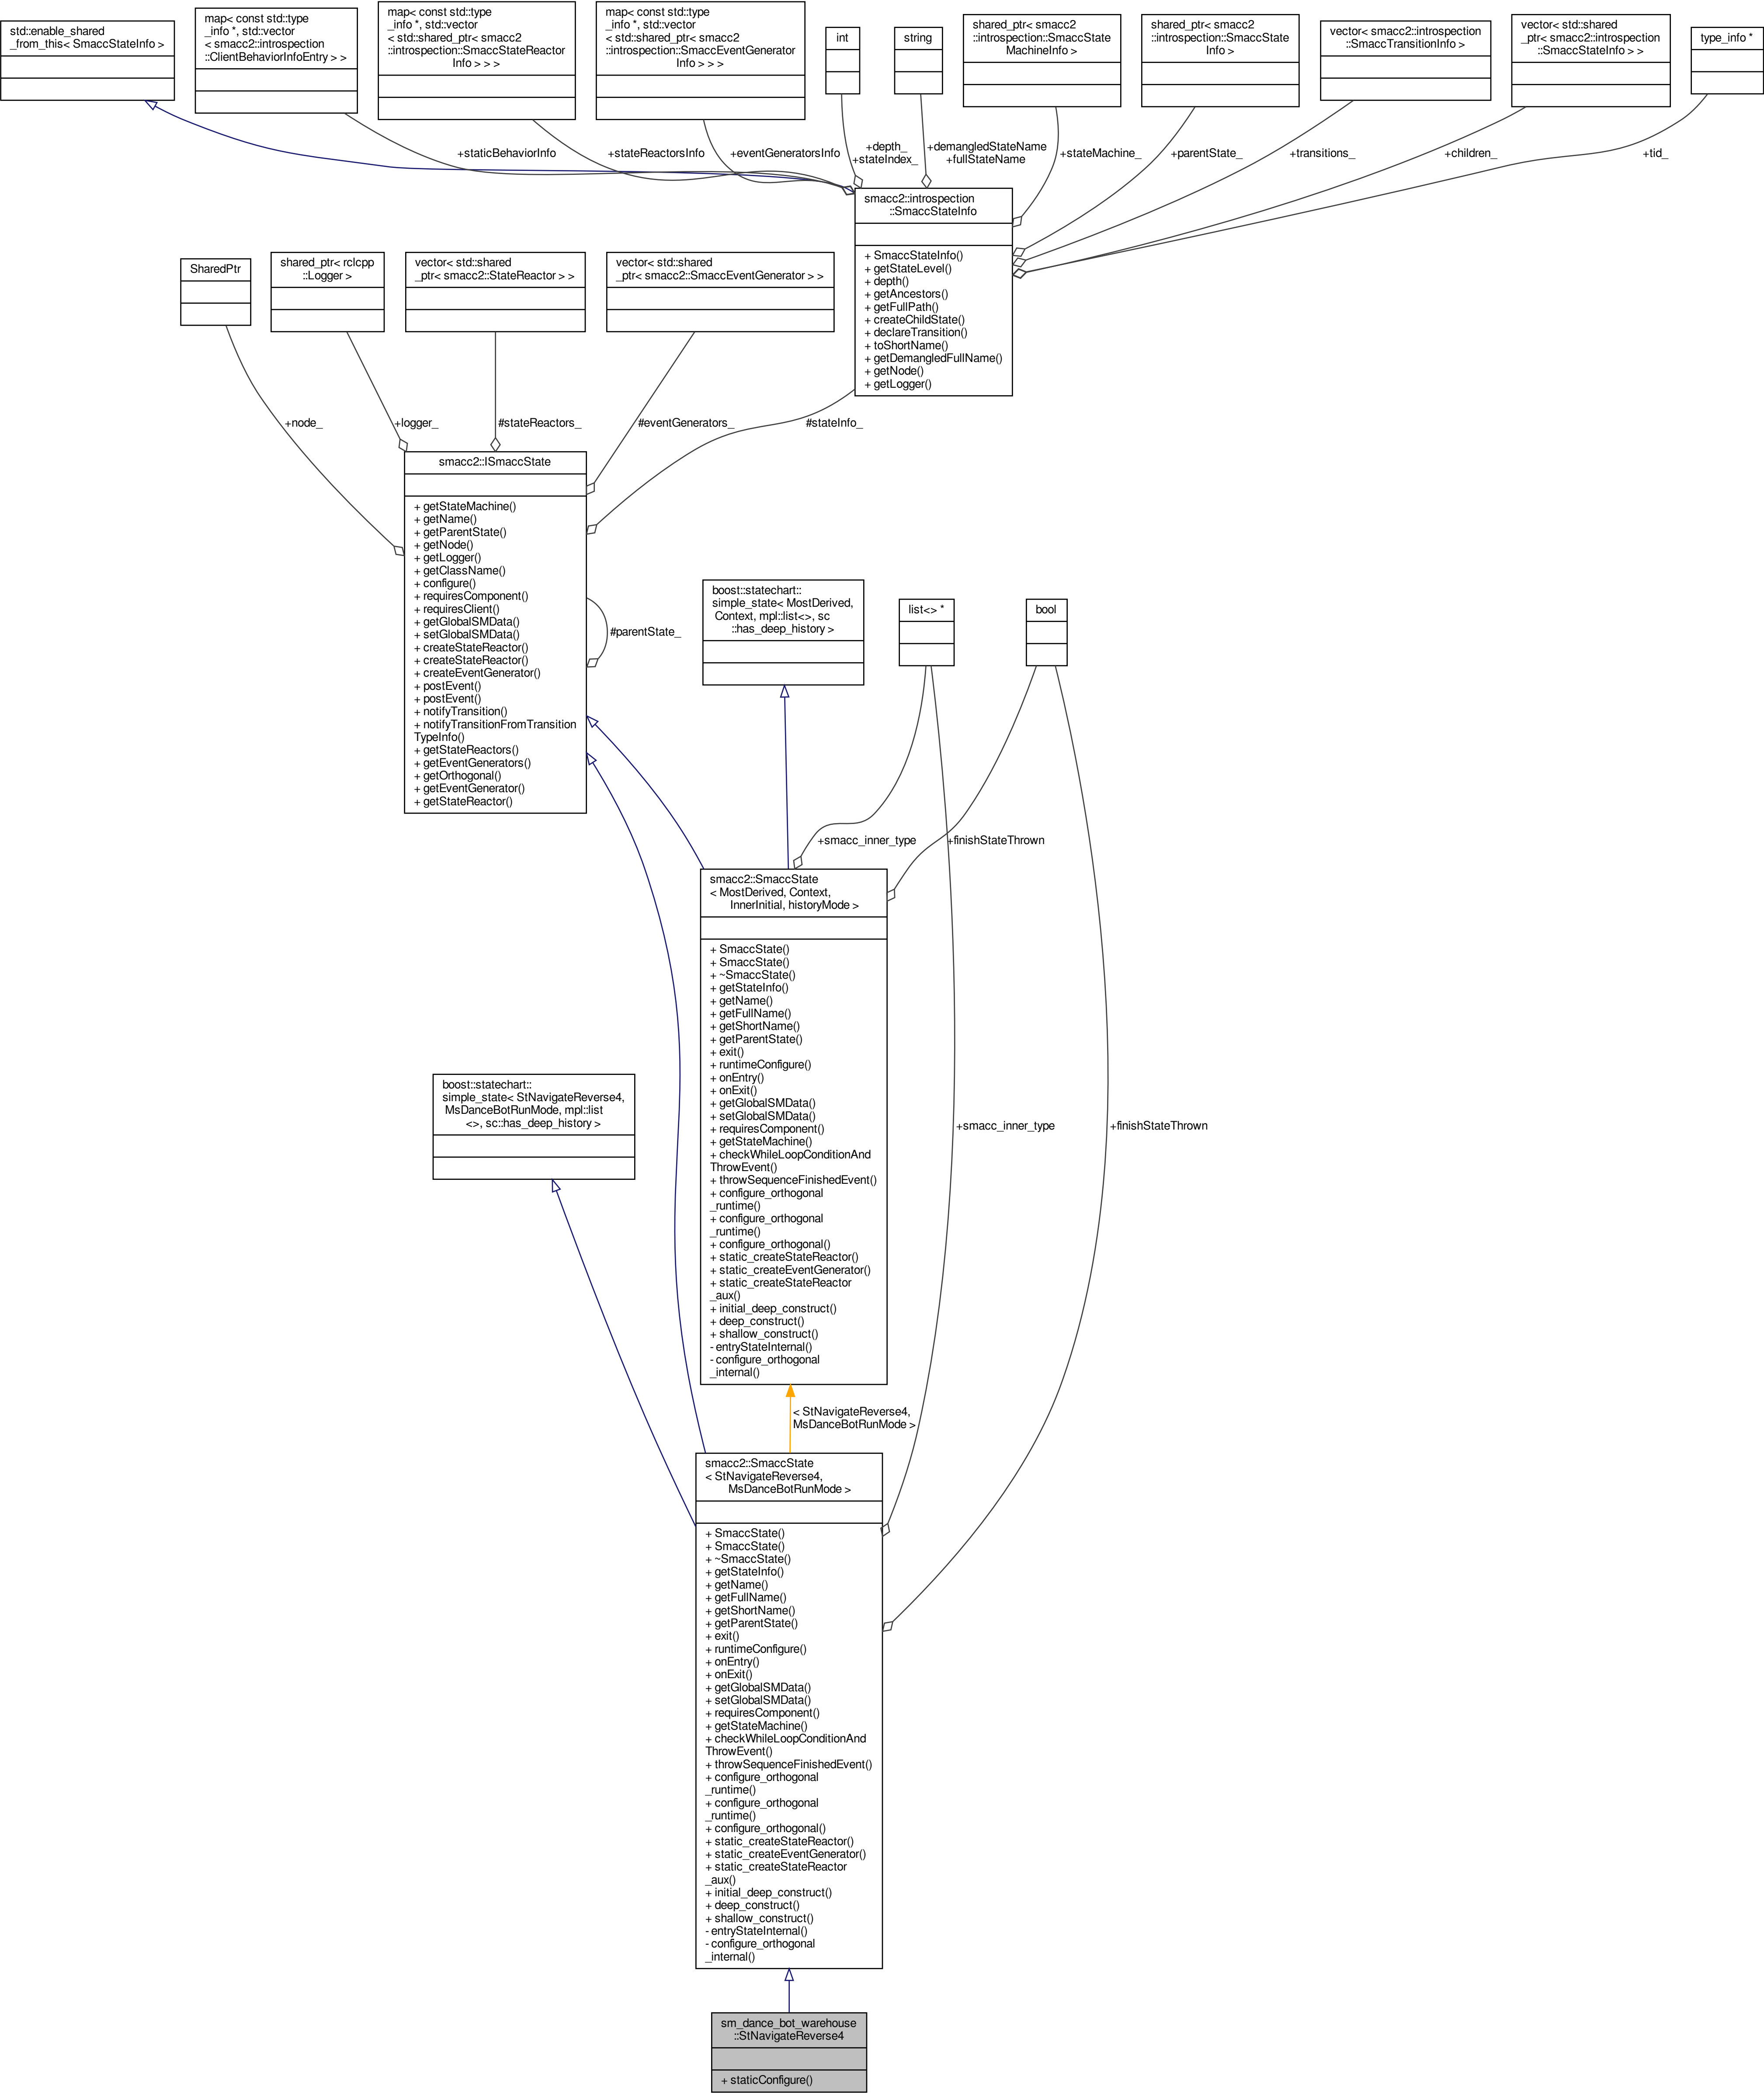 std::enable_shared
_from_this< SmaccStateInfo >
map< const std::type
_info *, std::vector
< smacc2::introspection
::ClientBehaviorInfoEntry > >
map< const std::type
_info *, std::vector
< std::shared_ptr< smacc2
::introspection::SmaccStateReactor
Info > > >
map< const std::type
_info *, std::vector
< std::shared_ptr< smacc2
::introspection::SmaccEventGenerator
Info > > >
int
string
shared_ptr< smacc2
::introspection::SmaccState
MachineInfo >
shared_ptr< smacc2
::introspection::SmaccState
Info >
vector< smacc2::introspection
::SmaccTransitionInfo >
vector< std::shared
_ptr< smacc2::introspection
::SmaccStateInfo > >
type_info *
+staticBehaviorInfo
+stateReactorsInfo
+eventGeneratorsInfo
+depth_
+stateIndex_
+demangledStateName
+fullStateName
+stateMachine_
+parentState_
+transitions_
+children_
+tid_
smacc2::introspection
::SmaccStateInfo
+ SmaccStateInfo()
+ getStateLevel()
+ depth()
+ getAncestors()
+ getFullPath()
+ createChildState()
+ declareTransition()
+ toShortName()
+ getDemangledFullName()
+ getNode()
+ getLogger()
SharedPtr
shared_ptr< rclcpp
::Logger >
vector< std::shared
_ptr< smacc2::StateReactor > >
vector< std::shared
_ptr< smacc2::SmaccEventGenerator > >
+node_
+logger_
#stateReactors_
#eventGenerators_
#stateInfo_
smacc2::ISmaccState
+ getStateMachine()
+ getName()
+ getParentState()
+ getNode()
+ getLogger()
+ getClassName()
+ configure()
+ requiresComponent()
+ requiresClient()
+ getGlobalSMData()
+ setGlobalSMData()
+ createStateReactor()
+ createStateReactor()
+ createEventGenerator()
+ postEvent()
+ postEvent()
+ notifyTransition()
+ notifyTransitionFromTransition
TypeInfo()
+ getStateReactors()
+ getEventGenerators()
+ getOrthogonal()
+ getEventGenerator()
+ getStateReactor()
#parentState_
boost::statechart::
simple_state< MostDerived,
Context, mpl::list<>, sc
::has_deep_history >
list<> *
bool
+smacc_inner_type
+finishStateThrown
smacc2::SmaccState
< MostDerived, Context,
InnerInitial, historyMode >
+ SmaccState()
+ SmaccState()
+ ~SmaccState()
+ getStateInfo()
+ getName()
+ getFullName()
+ getShortName()
+ getParentState()
+ exit()
+ runtimeConfigure()
+ onEntry()
+ onExit()
+ getGlobalSMData()
+ setGlobalSMData()
+ requiresComponent()
+ getStateMachine()
+ checkWhileLoopConditionAnd
ThrowEvent()
+ throwSequenceFinishedEvent()
+ configure_orthogonal
_runtime()
+ configure_orthogonal
_runtime()
+ configure_orthogonal()
+ static_createStateReactor()
+ static_createEventGenerator()
+ static_createStateReactor
_aux()
+ initial_deep_construct()
+ deep_construct()
+ shallow_construct()
- entryStateInternal()
- configure_orthogonal
_internal()
boost::statechart::
simple_state< StNavigateReverse4,
MsDanceBotRunMode, mpl::list
<>, sc::has_deep_history >
+smacc_inner_type
+finishStateThrown
< StNavigateReverse4,
MsDanceBotRunMode >
smacc2::SmaccState
< StNavigateReverse4,
MsDanceBotRunMode >
+ SmaccState()
+ SmaccState()
+ ~SmaccState()
+ getStateInfo()
+ getName()
+ getFullName()
+ getShortName()
+ getParentState()
+ exit()
+ runtimeConfigure()
+ onEntry()
+ onExit()
+ getGlobalSMData()
+ setGlobalSMData()
+ requiresComponent()
+ getStateMachine()
+ checkWhileLoopConditionAnd
ThrowEvent()
+ throwSequenceFinishedEvent()
+ configure_orthogonal
_runtime()
+ configure_orthogonal
_runtime()
+ configure_orthogonal()
+ static_createStateReactor()
+ static_createEventGenerator()
+ static_createStateReactor
_aux()
+ initial_deep_construct()
+ deep_construct()
+ shallow_construct()
- entryStateInternal()
- configure_orthogonal
_internal()
sm_dance_bot_warehouse
::StNavigateReverse4
+ staticConfigure()